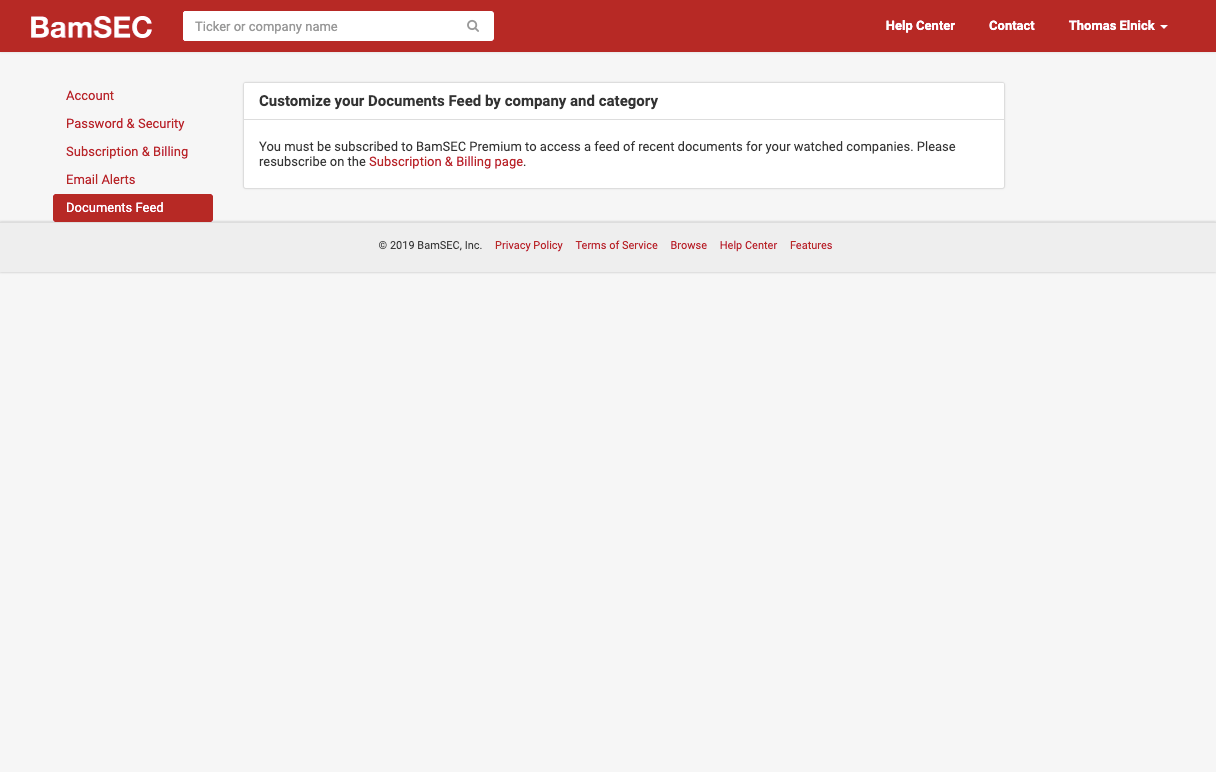 BamSEC
Ticker or company name
Help Center
Contact
Thomas Elnick
Account
Password & Security
Subscription & Billing
Email Alerts
Documents Feed
Customize your Documents Feed by company and category
You must be subscribed to BamSEC Premium to access a feed of recent documents for your watched companies. Please
resubscribe on the Subscription & Billing page.
© 2019 BamSEC, Inc. Privacy Policy Terms of Service Browse Help Center Features